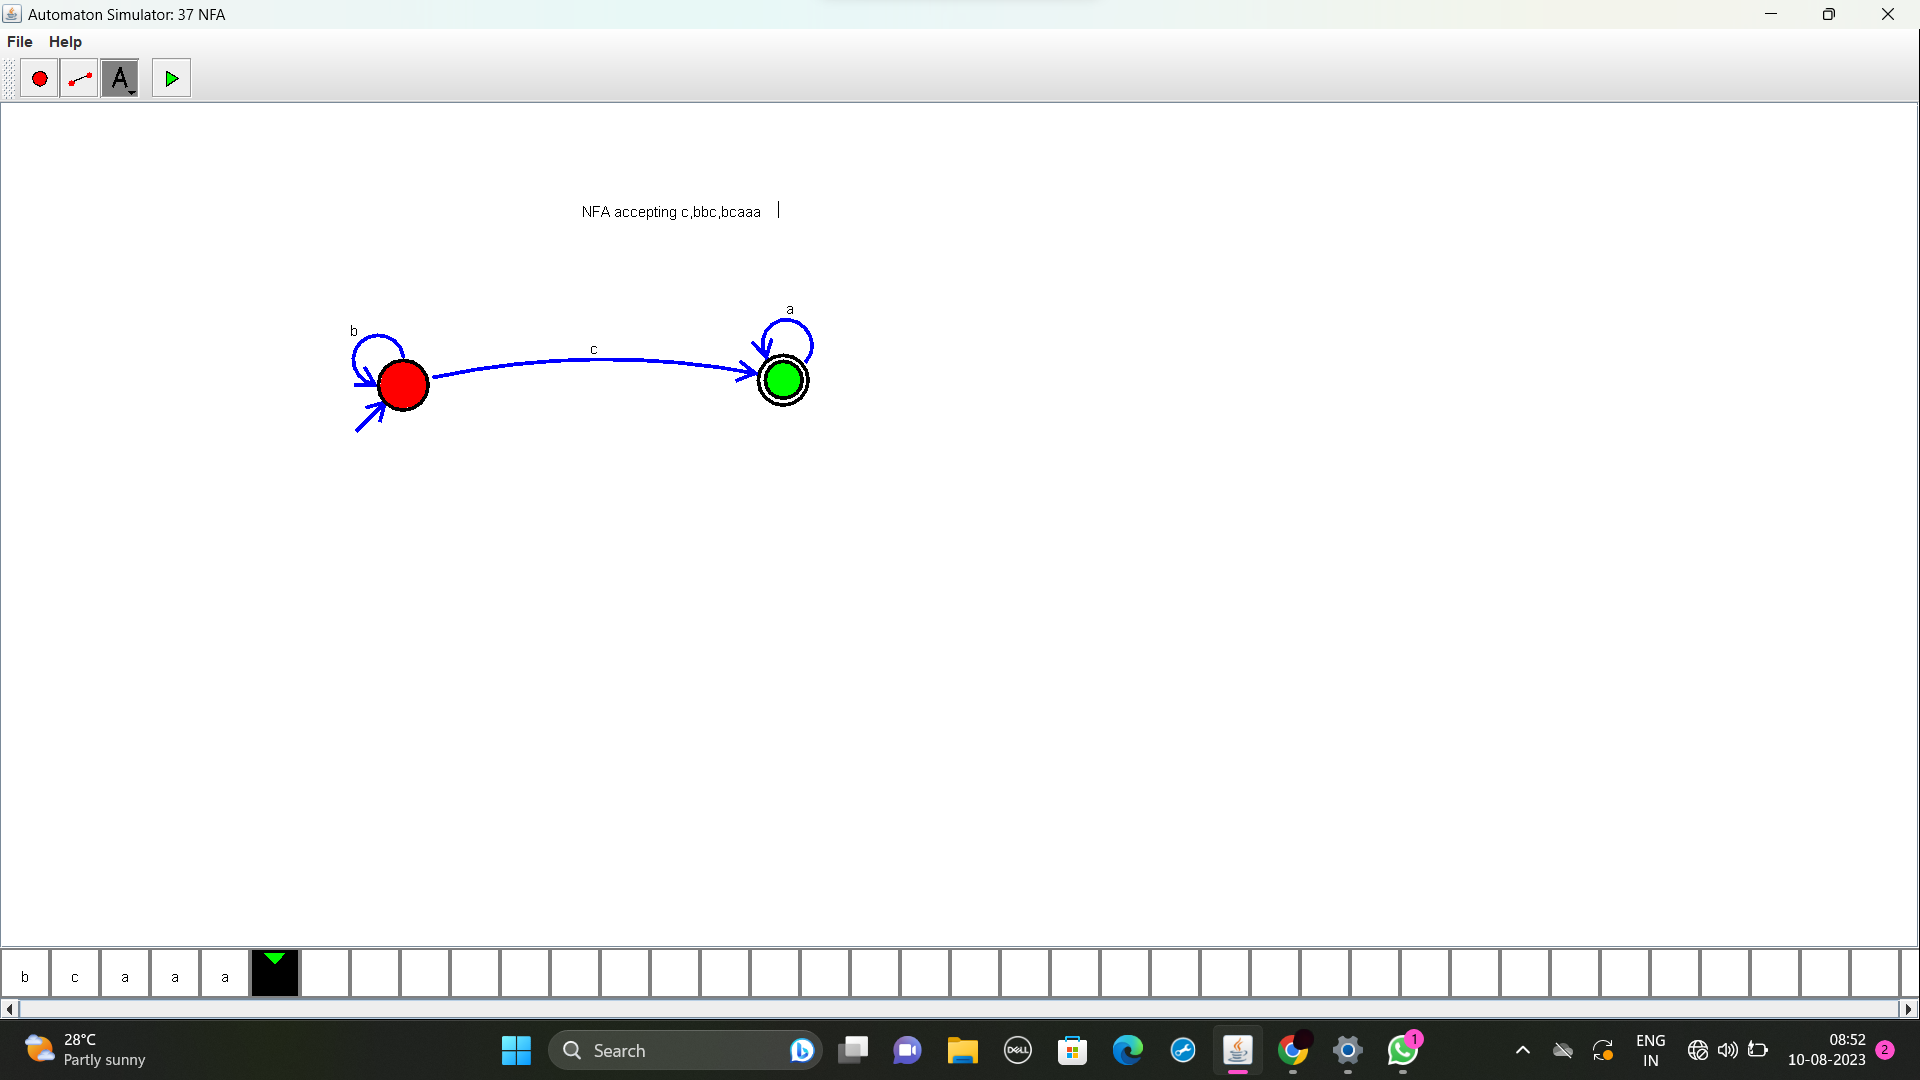 Automaton Simulator: 37 NFA
File Help
A
NFA accepting c,bbc,bcaaa
a
b
c
b c a a a
28°C
Partly sunny
Search
DELL
1
ENG
IN
08:52
10-08-2023
2